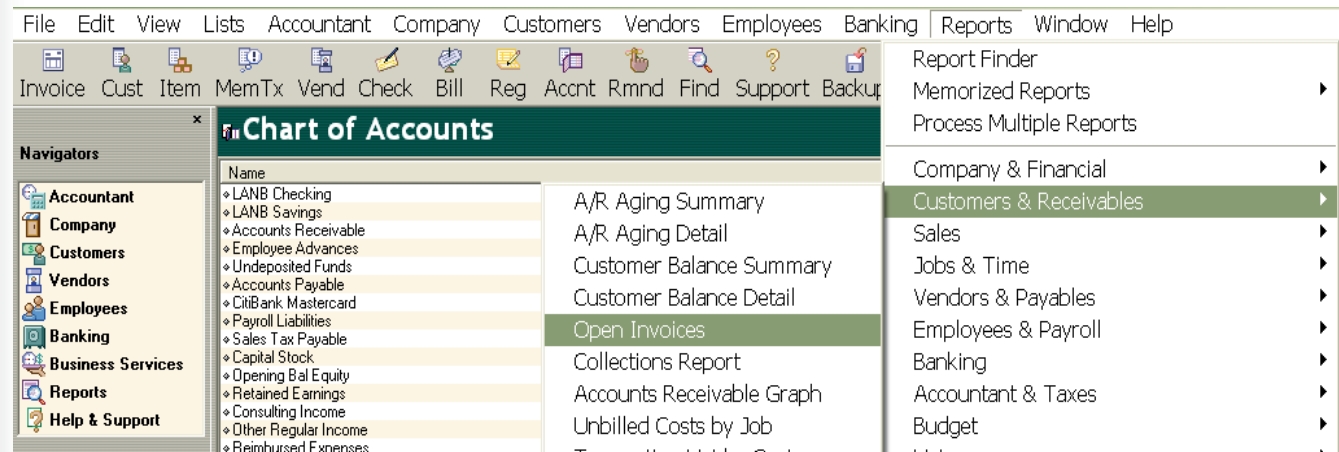 File Edit View Lists Accountant Company Customers Vendors Employees Banking Reports Window Help
Invoice Cust Item MemTx Vend Check Bill Reg Accnt Rmnd Find Support Backup
Report Finder
Memorized Reports
Process Multiple Reports
Company & Financial
Customers & Receivables
Sales
Jobs & Time
Vendors & Payables
Employees & Payroll
Banking
Accountant & Taxes
Budget
A/R Aging Summary
A/R Aging Detail
Customer Balance Summary
Customer Balance Detail
Open Invoices
Collections Report
Accounts Receivable Graph
Unbilled Costs by Job
Navigators
Accountant
Company
Customers
Vendors
Employees
Banking
Business Services
Reports
Help & Support
Chart of Accounts
Name
LANB Checking
LANB Savings
Accounts Receivable
Employee Advances
Undeposited Funds
Accounts Payable
CitiBank Mastercard
Payroll Liabilities
Sales Tax Payable
Capital Stock
Opening Bal Equity
Retained Earnings
Consulting Income
Other Regular Income
Reimbursed Expenses